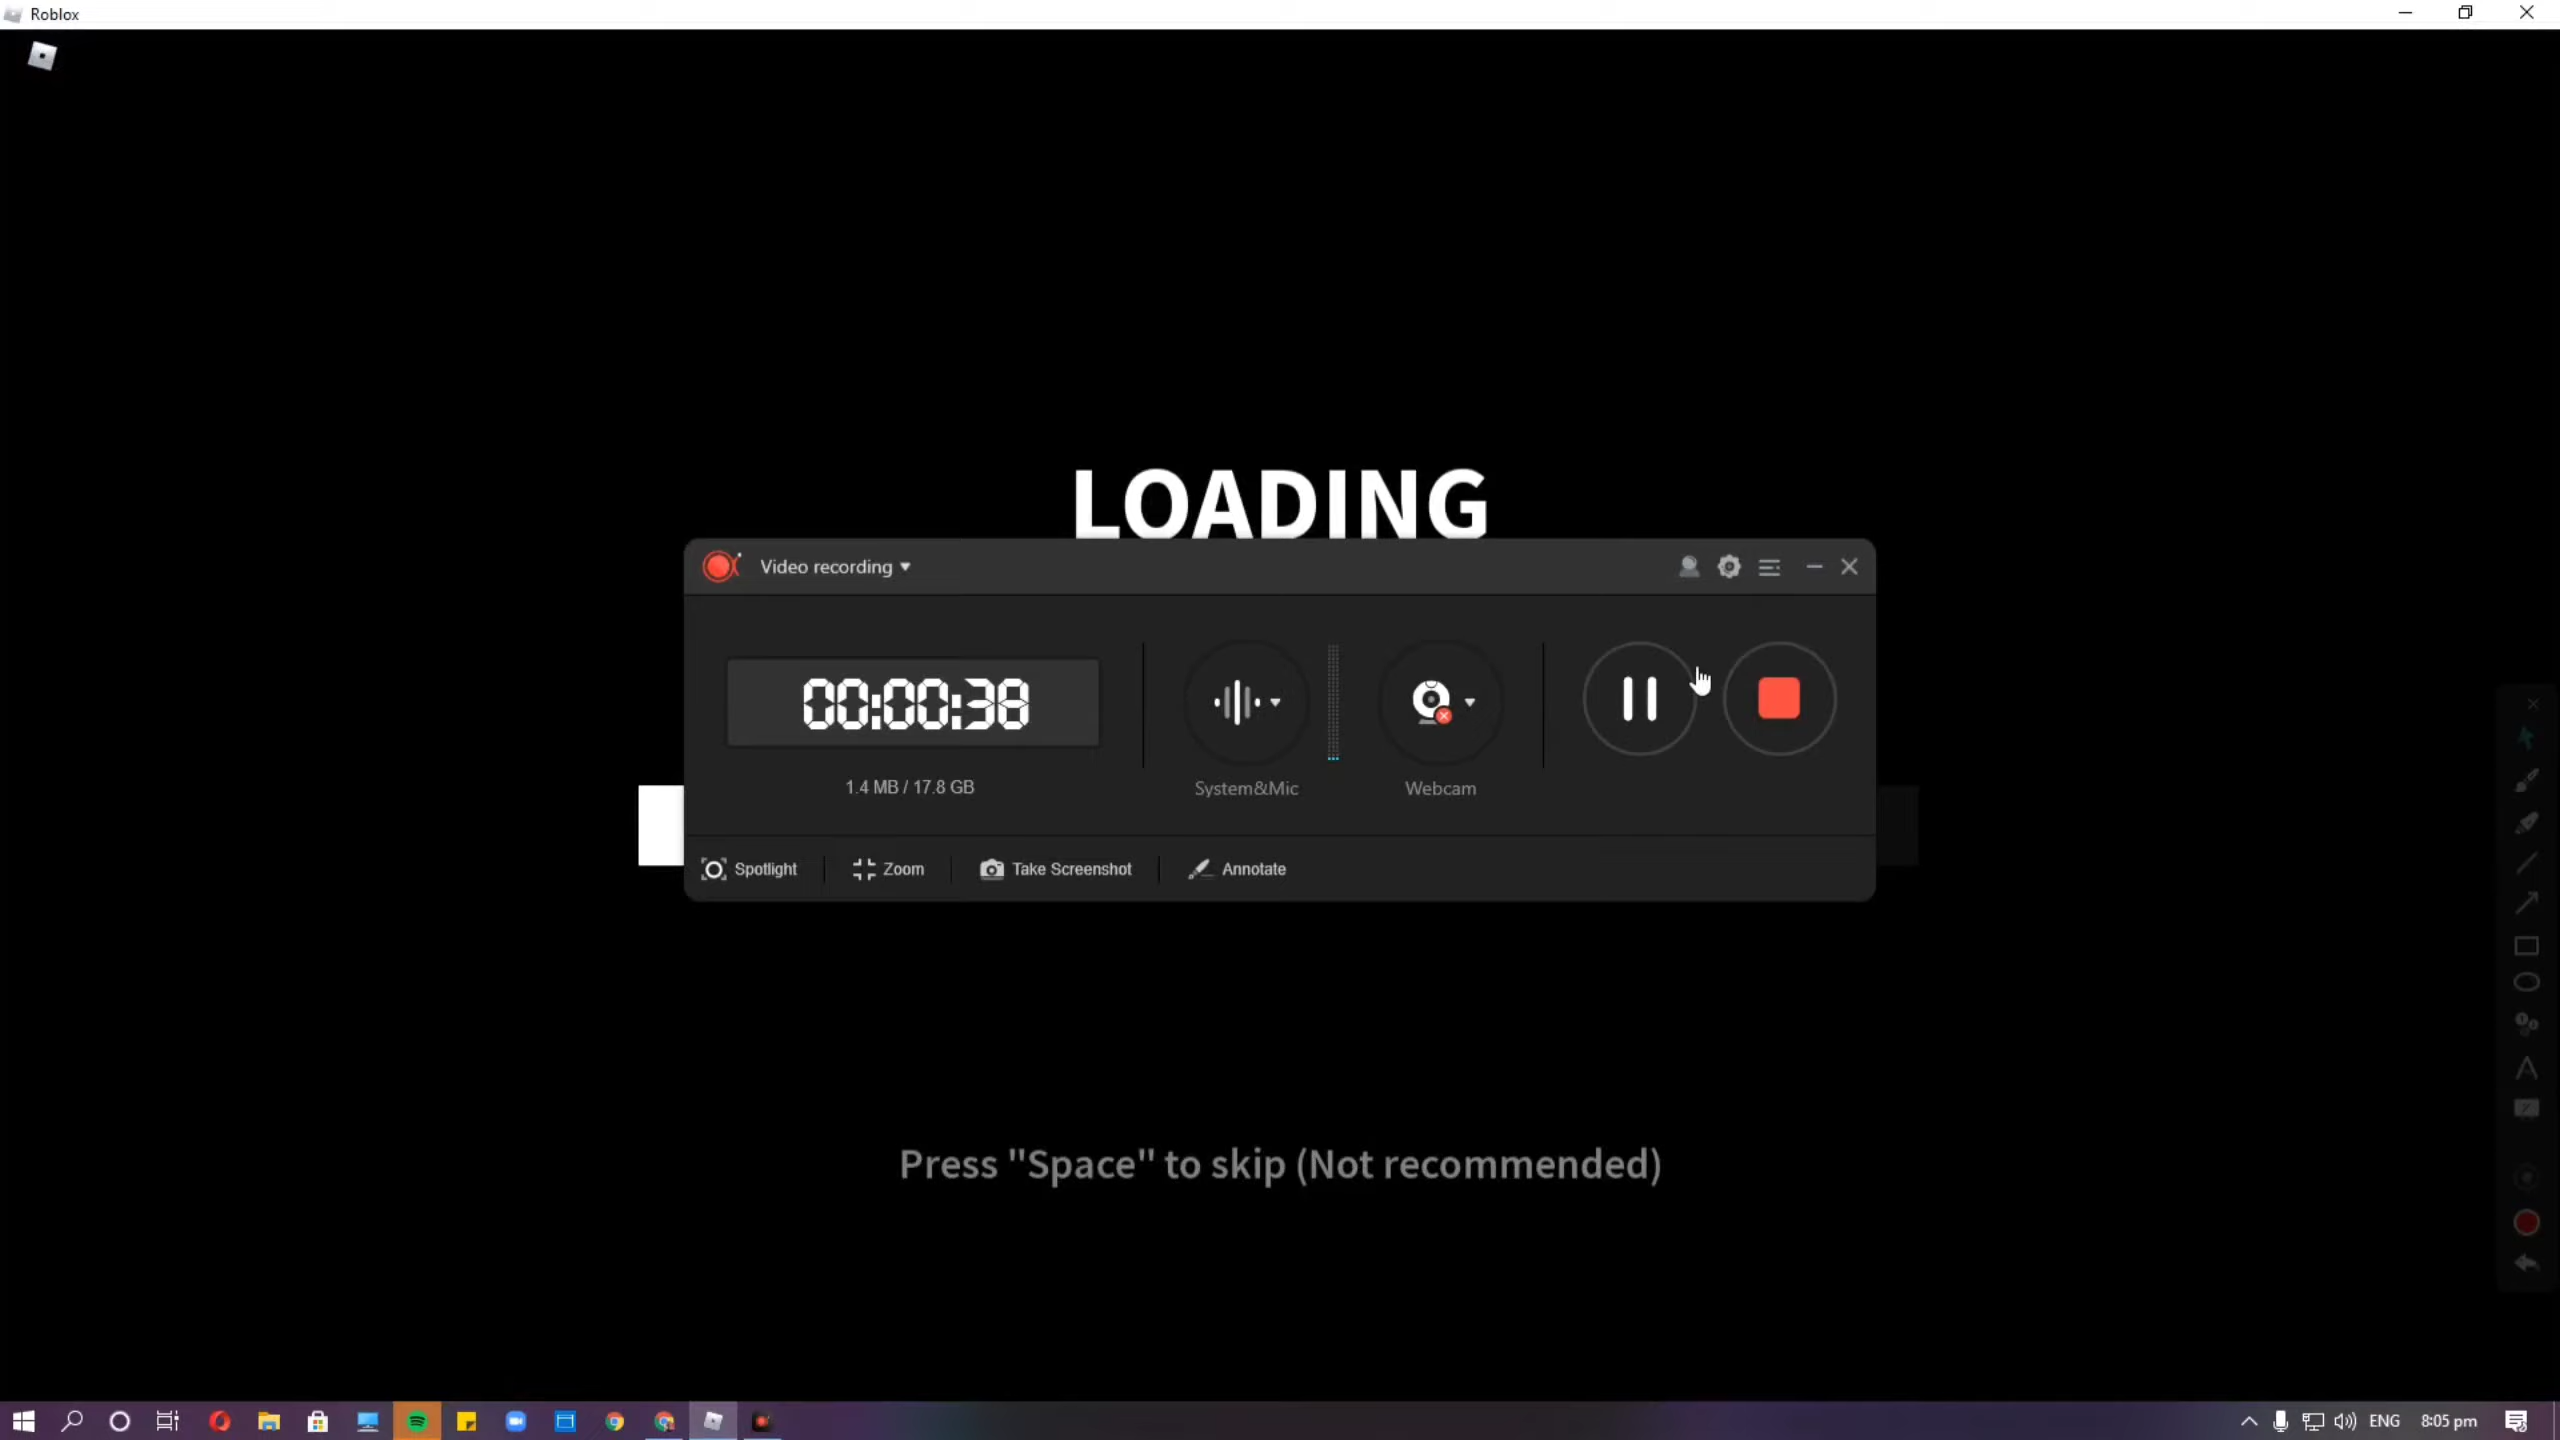 Roblox
LOADING
Video recording
00:00:38
1.4 MB / 17.8 GB
System&Mic
Webcam
Spotlight
Zoom
Take Screenshot
Annotate
Press "Space" to skip (Not recommended)
ENG
8:05 pm